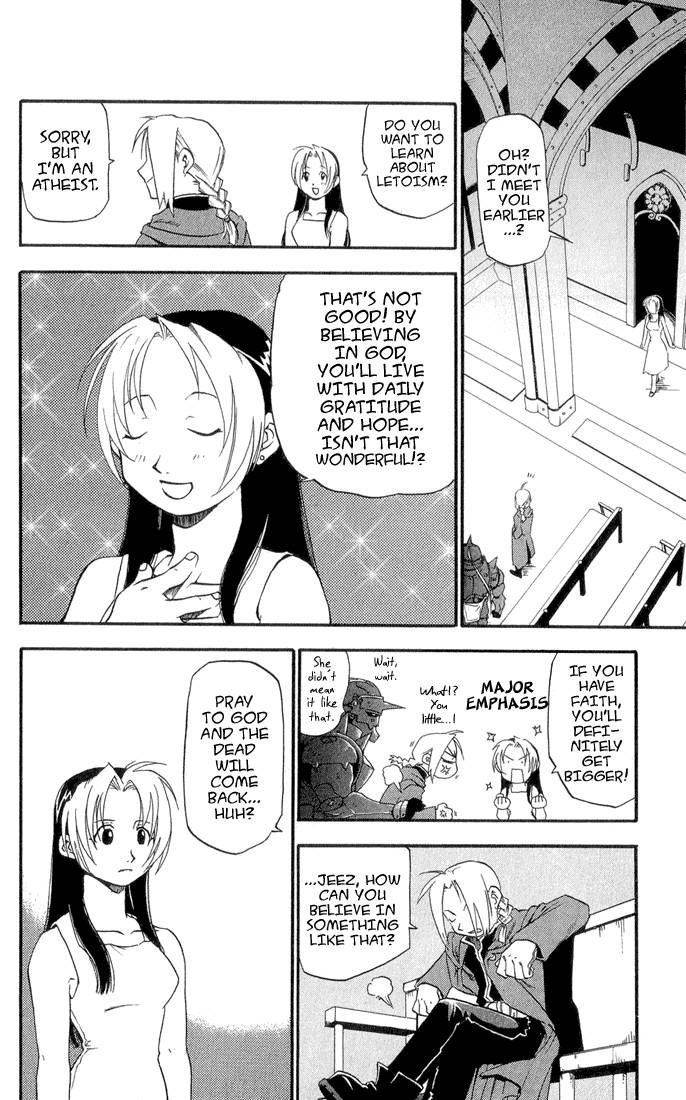 OH?
DIDN'T
I MEET
YOU
EARLIER
...?
DO YOU
WANT TO
LEARN
ABOUT
LETOISM?
SORRY,
BUT
I'M AN
ATHEIST.
THAT'S NOT
GOOD! BY
BELIEVING
IN GOD,
YOU'LL LIVE
WITH DAILY
GRATITUDE
AND HOPE...
ISN'T THAT
WONDERFUL!?
IF YOU
HAVE
FAITH,
YOU'LL
DEFI-
NITELY
GET
BIGGER!
MAJOR
EMPHASIS
What!?
You
little...!
Wait,
wait.
She
didn't
mean
it like
that.
...JEEZ, HOW
CAN YOU
BELIEVE IN
SOMETHING
LIKE THAT?
PRAY
TO GOD
AND THE
DEAD
WILL
COME
BACK...
HUH?